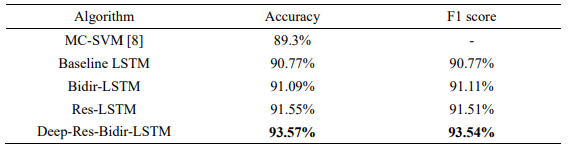 Algorithm Accuracy F1 score
MC-SVM [8] 89.3% -
Baseline LSTM 90.77% 90.77%
Bidir-LSTM 91.09% 91.11%
Res-LSTM 91.55% 91.51%
Deep-Res-Bidir-LSTM 93.57% 93.54%